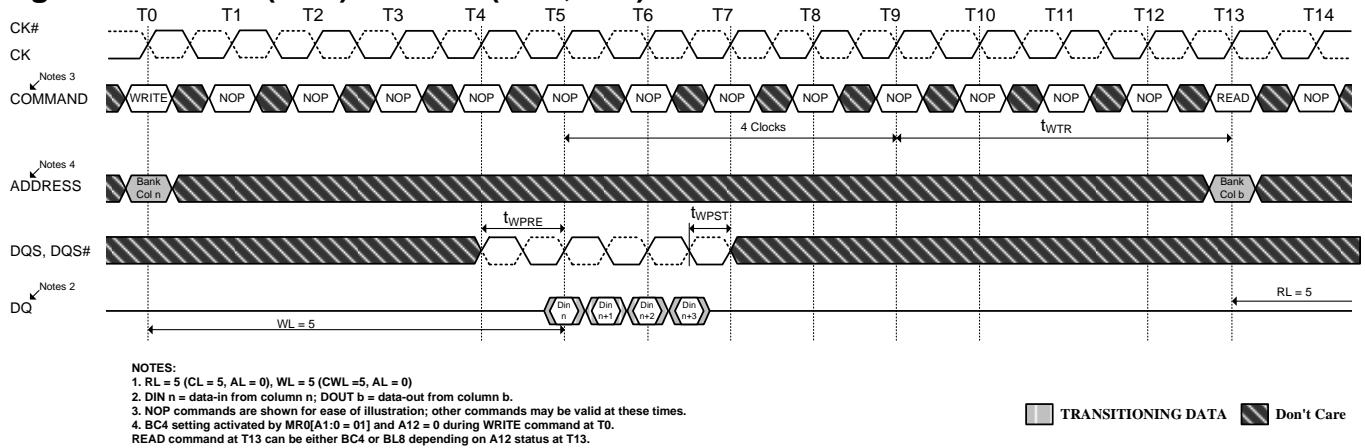 T0 T1 T2 T3 T4 T5 T6 T7 T8 T9 T10 T11 T12 T13 T14
CK#
CK
Notes 3
COMMAND
WRITE NOP NOP NOP NOP NOP NOP NOP NOP NOP NOP NOP NOP READ NOP
4 Clocks
tWTR
Notes 4
ADDRESS
Bank
Col n
Bank
Col b
tWPRE
tWPST
DQS, DQS#
Notes 2
DQ
Din
n
Din
n+1
Din
n+2
Din
n+3
RL = 5
WL = 5
NOTES:
1. RL = 5 (CL = 5, AL = 0), WL = 5 (CWL =5, AL = 0)
2. DIN n = data-in from column n; DOUT b = data-out from column b.
3. NOP commands are shown for ease of illustration; other commands may be valid at these times.
4. BC4 setting activated by MR0[A1:0 = 01] and A12 = 0 during WRITE command at T0.
READ command at T13 can be either BC4 or BL8 depending on A12 status at T13.
TRANSITIONING DATA
Don't Care